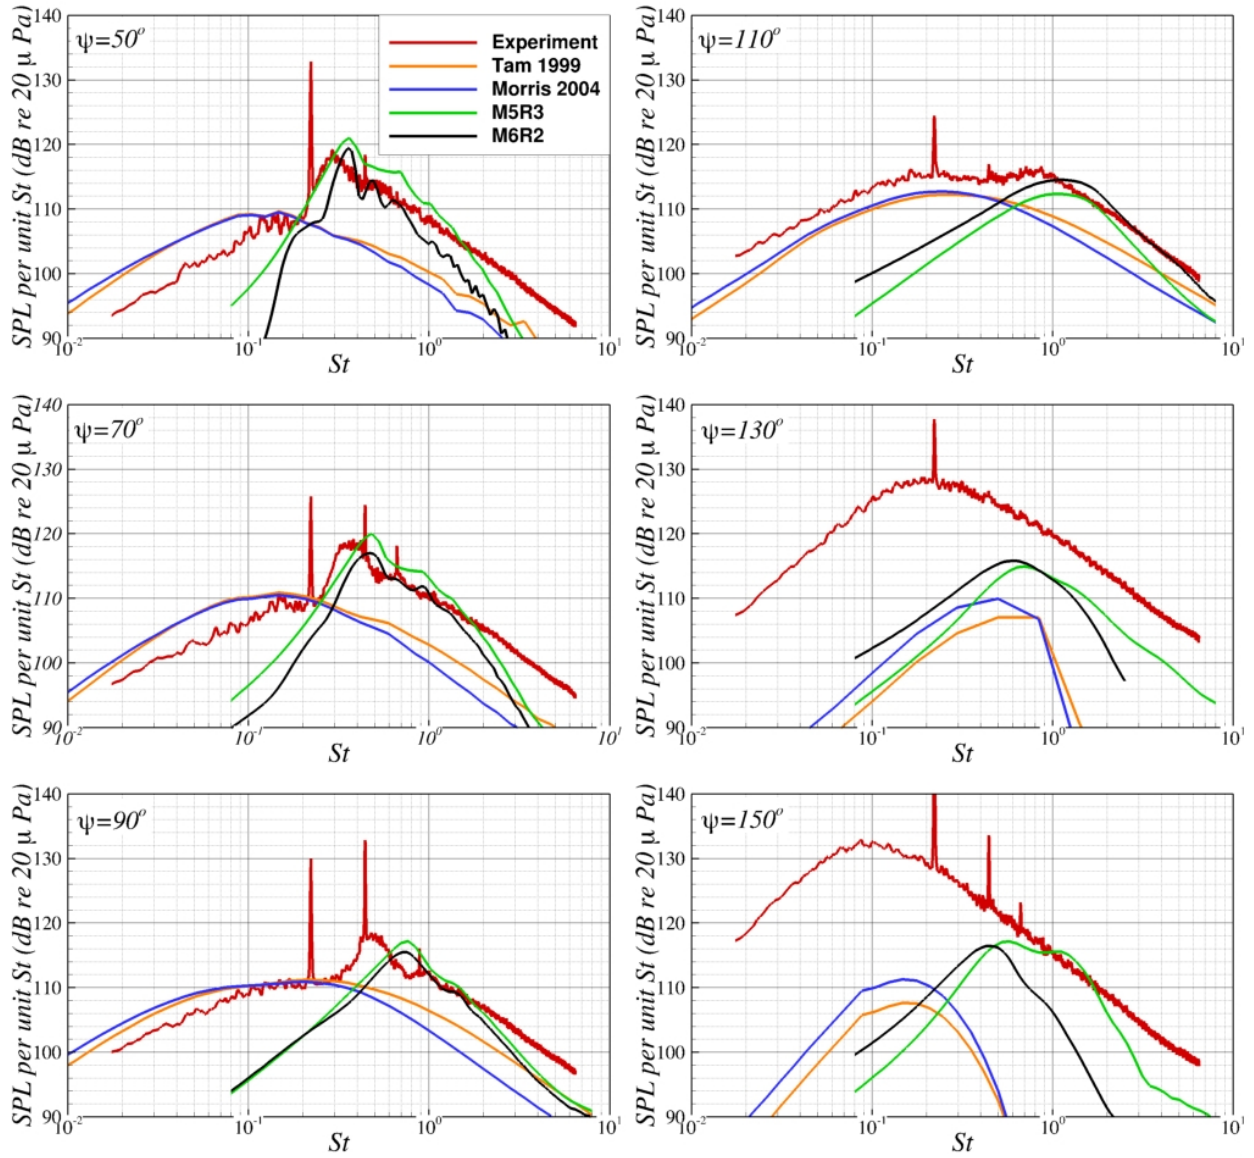 ψ=50°
Experiment
Tam 1999
Morris 2004
M5R3
M6R2
SPL per unit St (dB re 20 μ Pa)
140
130
120
110
100
90
10⁻² 10⁻¹ 10⁰ 10¹
St
ψ=110°
SPL per unit St (dB re 20 μ Pa)
140
130
120
110
100
90
10⁻² 10⁻¹ 10⁰ 10¹
St
ψ=70°
SPL per unit St (dB re 20 μ Pa)
140
130
120
110
100
90
10⁻² 10⁻¹ 10⁰ 10¹
St
ψ=130°
SPL per unit St (dB re 20 μ Pa)
140
130
120
110
100
90
10⁻² 10⁻¹ 10⁰ 10¹
St
ψ=90°
SPL per unit St (dB re 20 μ Pa)
140
130
120
110
100
90
10⁻² 10⁻¹ 10⁰ 10¹
St
ψ=150°
SPL per unit St (dB re 20 μ Pa)
140
130
120
110
100
90
10⁻² 10⁻¹ 10⁰ 10¹
St